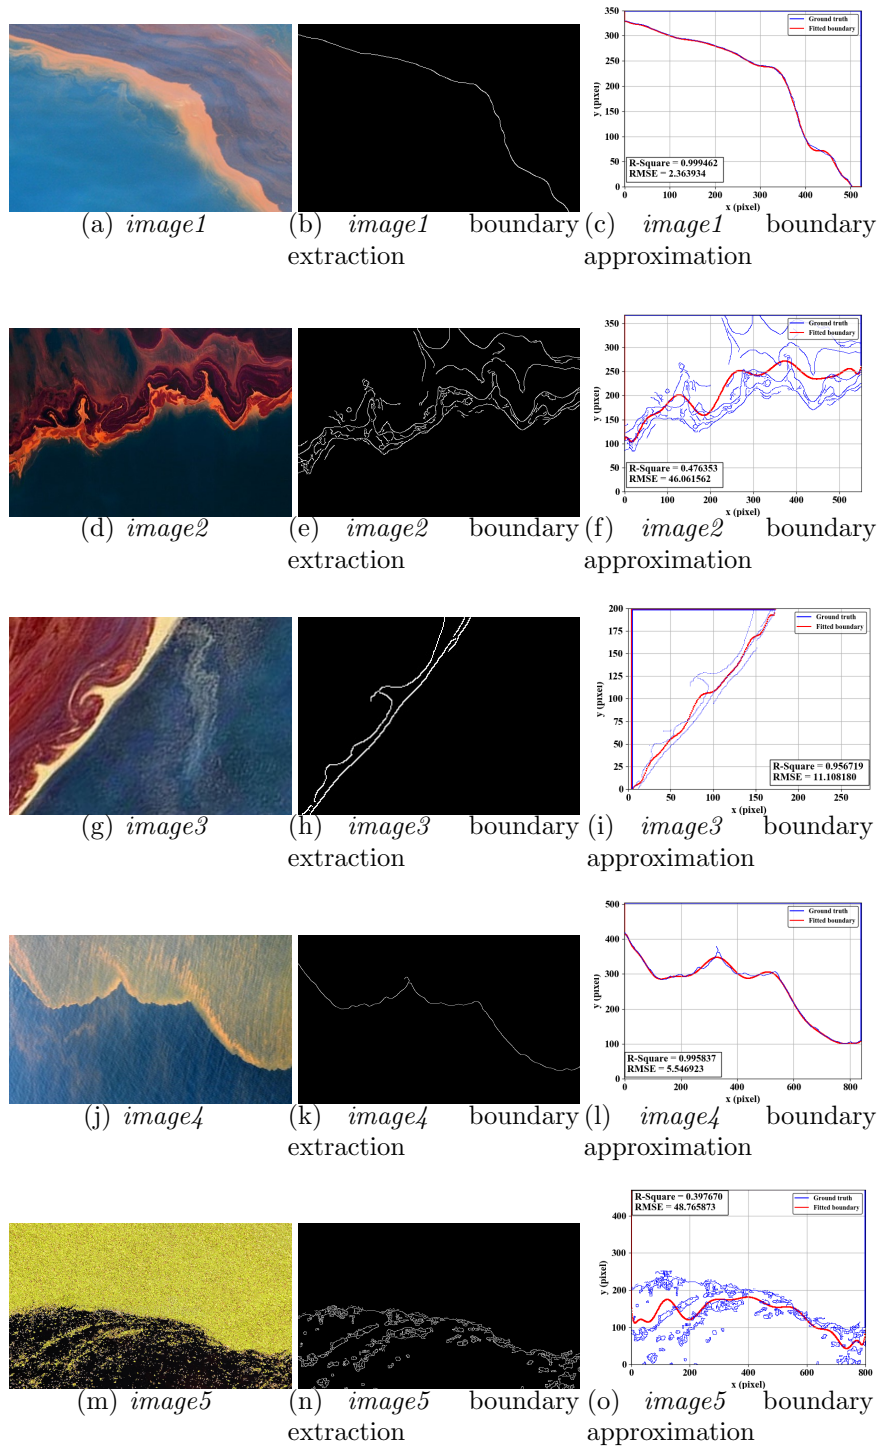 350
300
250
200
150
100
50
0
y (pixel)
Ground truth
Fitted boundary
R-Square = 0.999462
RMSE = 2.363934
0 100 200 300 400 500
x (pixel)
(a) image1 (b) image1 boundary (c) image1 boundary
extraction approximation
350
300
250
200
150
100
50
0
y (pixel)
Ground truth
Fitted boundary
R-Square = 0.476353
RMSE = 46.061562
0 100 200 300 400 500
x (pixel)
(d) image2 (e) image2 boundary (f) image2 boundary
extraction approximation
200
175
150
125
100
75
50
25
0
y (pixel)
Ground truth
Fitted boundary
R-Square = 0.956719
RMSE = 11.108180
0 50 100 150 200 250
x (pixel)
(g) image3 (h) image3 boundary (i) image3 boundary
extraction approximation
500
400
300
200
100
0
y (pixel)
Ground truth
Fitted boundary
R-Square = 0.995837
RMSE = 5.546923
0 200 400 600 800
x (pixel)
(j) image4 (k) image4 boundary (l) image4 boundary
extraction approximation
R-Square = 0.397670
RMSE = 48.765873
Ground truth
Fitted boundary
400
300
200
100
0
y (pixel)
0 200 400 600 800
x (pixel)
(m) image5 (n) image5 boundary (o) image5 boundary
extraction approximation